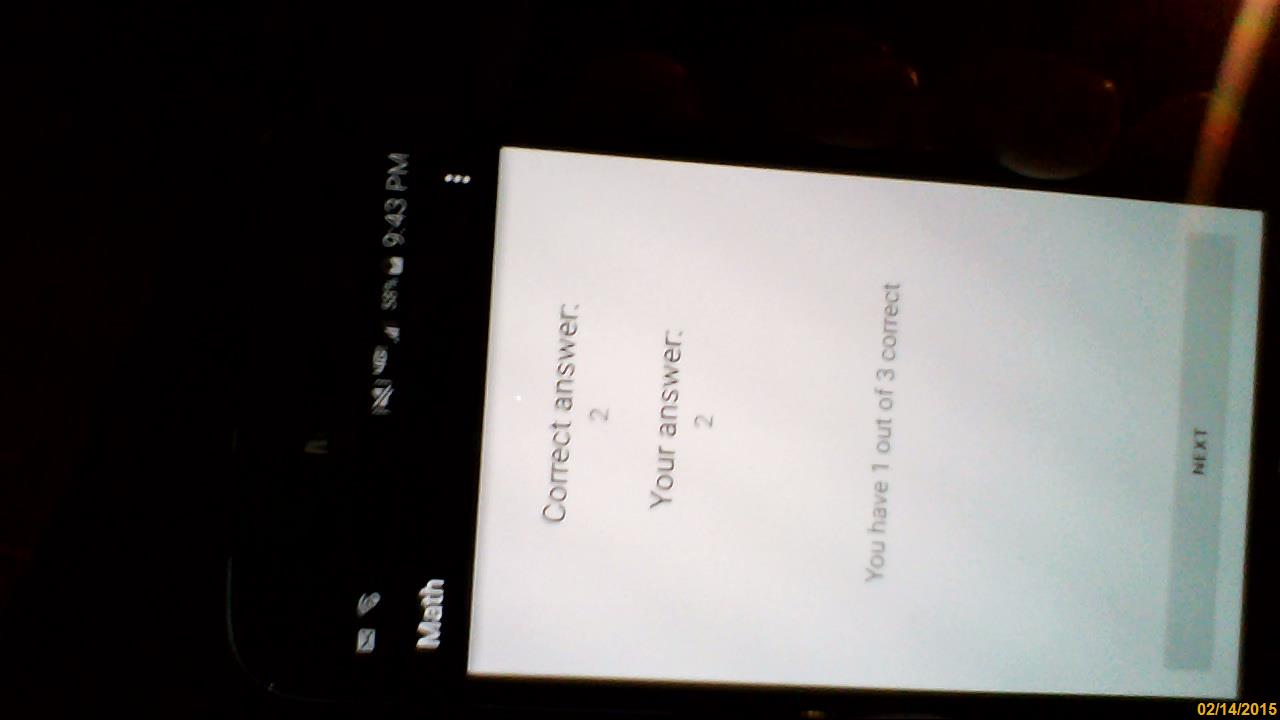 9:43 PM
Math
Correct answer:
2
Your answer:
2
You have 1 out of 3 correct
NEXT
02/14/2015